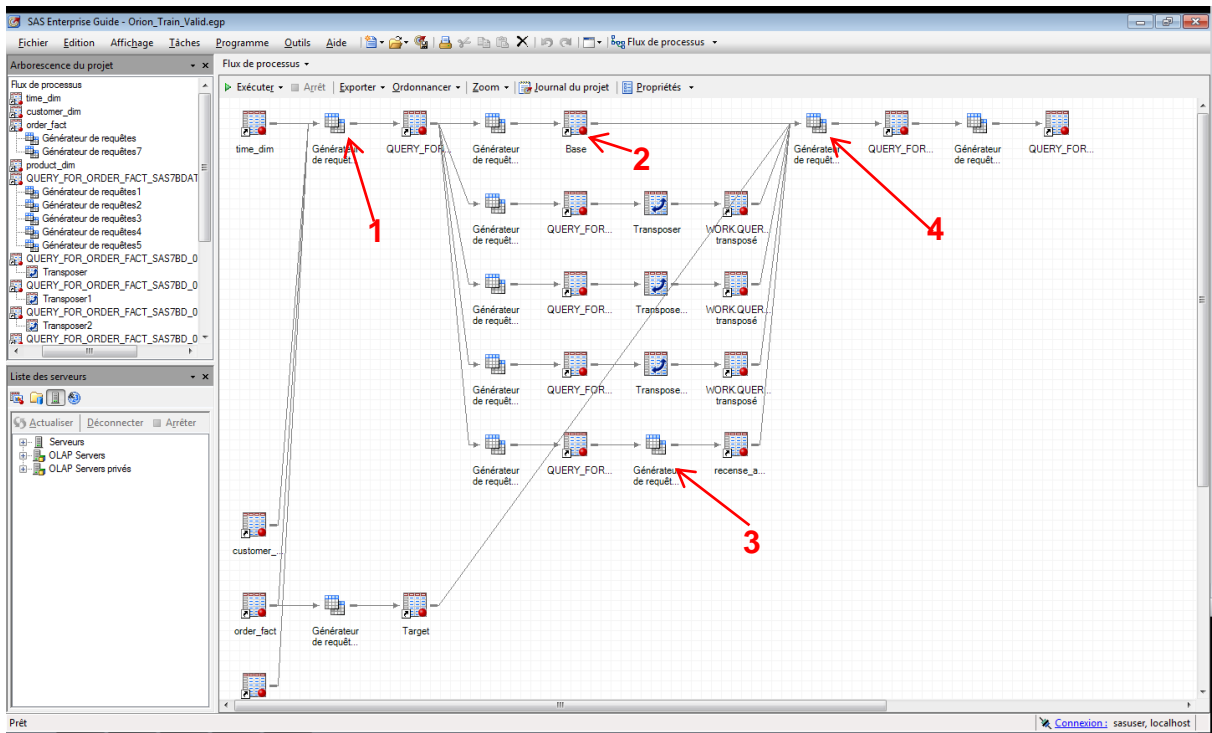 SAS Enterprise Guide - Orion_Train_Valid.egp
Fichier Edition Affichage Tâches Programme Outils Aide Flux de processus
Arborescence du projet
Flux de processus
time_dim
customer_dim
order_fact
Générateur de requêtes
Générateur de requêtes7
product_dim
QUERY_FOR_ORDER_FACT_SAS7BDAT
Générateur de requêtes1
Générateur de requêtes2
Générateur de requêtes3
Générateur de requêtes4
Générateur de requêtes5
QUERY_FOR_ORDER_FACT_SAS7BD_0
Transposer
QUERY_FOR_ORDER_FACT_SAS7BD_0
Transposer1
QUERY_FOR_ORDER_FACT_SAS7BD_0
Transposer2
QUERY_FOR_ORDER_FACT_SAS7BD_0
Liste des serveurs
Actualiser Déconnecter Arrêter
Serveurs
OLAP Servers
OLAP Servers privés
Flux de processus
Exécuter Arrêt Exporter Ordonnancer Zoom Journal du projet Propriétés
time_dim
Générateur
de requêt...
QUERY_FOR...
Générateur
de requêt...
Base
Générateur
de requêt...
QUERY_FOR...
Générateur
de requêt...
QUERY_FOR...
1
2
4
Générateur
de requêt...
QUERY_FOR...
Transposer
WORK.QUER...
transposé
Générateur
de requêt...
QUERY_FOR...
Transpose...
WORK.QUER...
transposé
Générateur
de requêt...
QUERY_FOR...
Transpose...
WORK.QUER...
transposé
Générateur
de requêt...
QUERY_FOR...
Générateur
de requêt...
recense_a...
3
customer_...
order_fact
Générateur
de requêt...
Target
Prêt
Connexion : sasuser, localhost